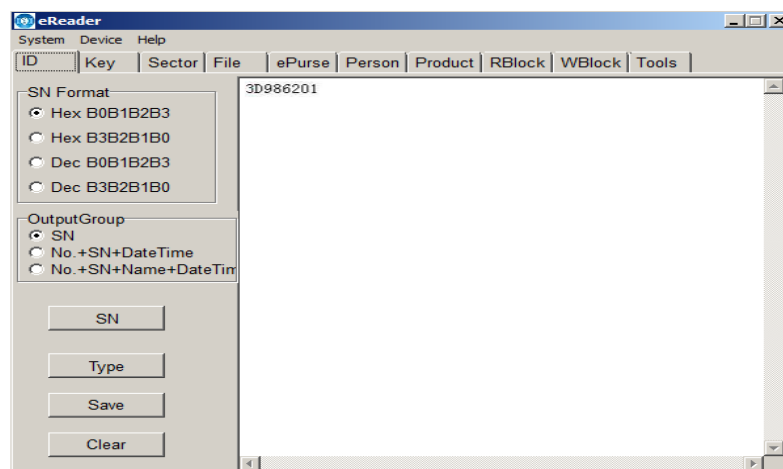 eReader
System Device Help
ID Key Sector File ePurse Person Product RBlock WBlock Tools
SN Format
Hex B0B1B2B3
Hex B3B2B1B0
Dec B0B1B2B3
Dec B3B2B1B0
OutputGroup
SN
No.+SN+DateTime
No.+SN+Name+DateTim
SN
Type
Save
Clear
3D986201